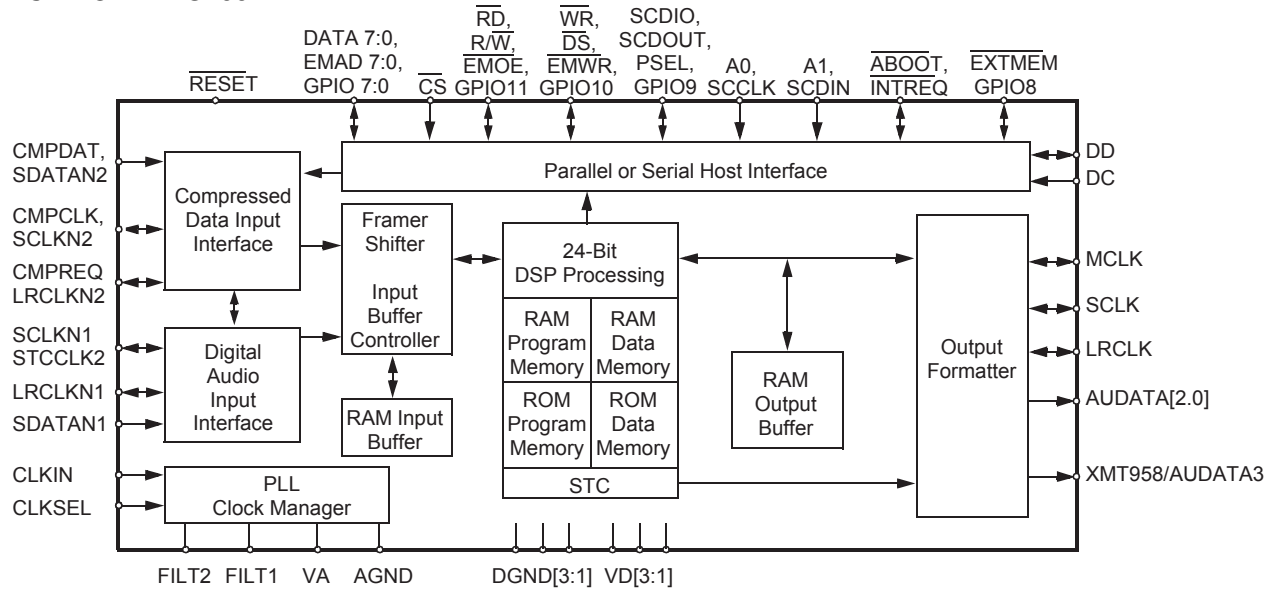 RD,
WR,
SCDIO,
DATA 7:0,
R/W,
DS,
SCDOUT,
EMAD 7:0,
EMOE,
EMWR,
PSEL,
A0,
A1,
ABOOT,
EXTMEM
RESET
GPIO 7:0
CS
GPIO11
GPIO10
GPIO9
SCCLK
SCDIN
INTREQ
GPIO8
CMPDAT,
SDATAN2
CMPCLK,
SCLKN2
CMPREQ
LRCLKN2
SCLKN1
STCCLK2
LRCLKN1
SDATAN1
CLKIN
CLKSEL
Compressed
Data Input
Interface
Digital
Audio
Input
Interface
PLL
Clock Manager
Parallel or Serial Host Interface
Framer
Shifter
Input
Buffer
Controller
RAM Input
Buffer
24-Bit
DSP Processing
RAM
Program
Memory
RAM
Data
Memory
ROM
Program
Memory
ROM
Data
Memory
STC
RAM
Output
Buffer
Output
Formatter
DD
DC
MCLK
SCLK
LRCLK
AUDATA[2.0]
XMT958/AUDATA3
FILT2
FILT1
VA
AGND
DGND[3:1]
VD[3:1]